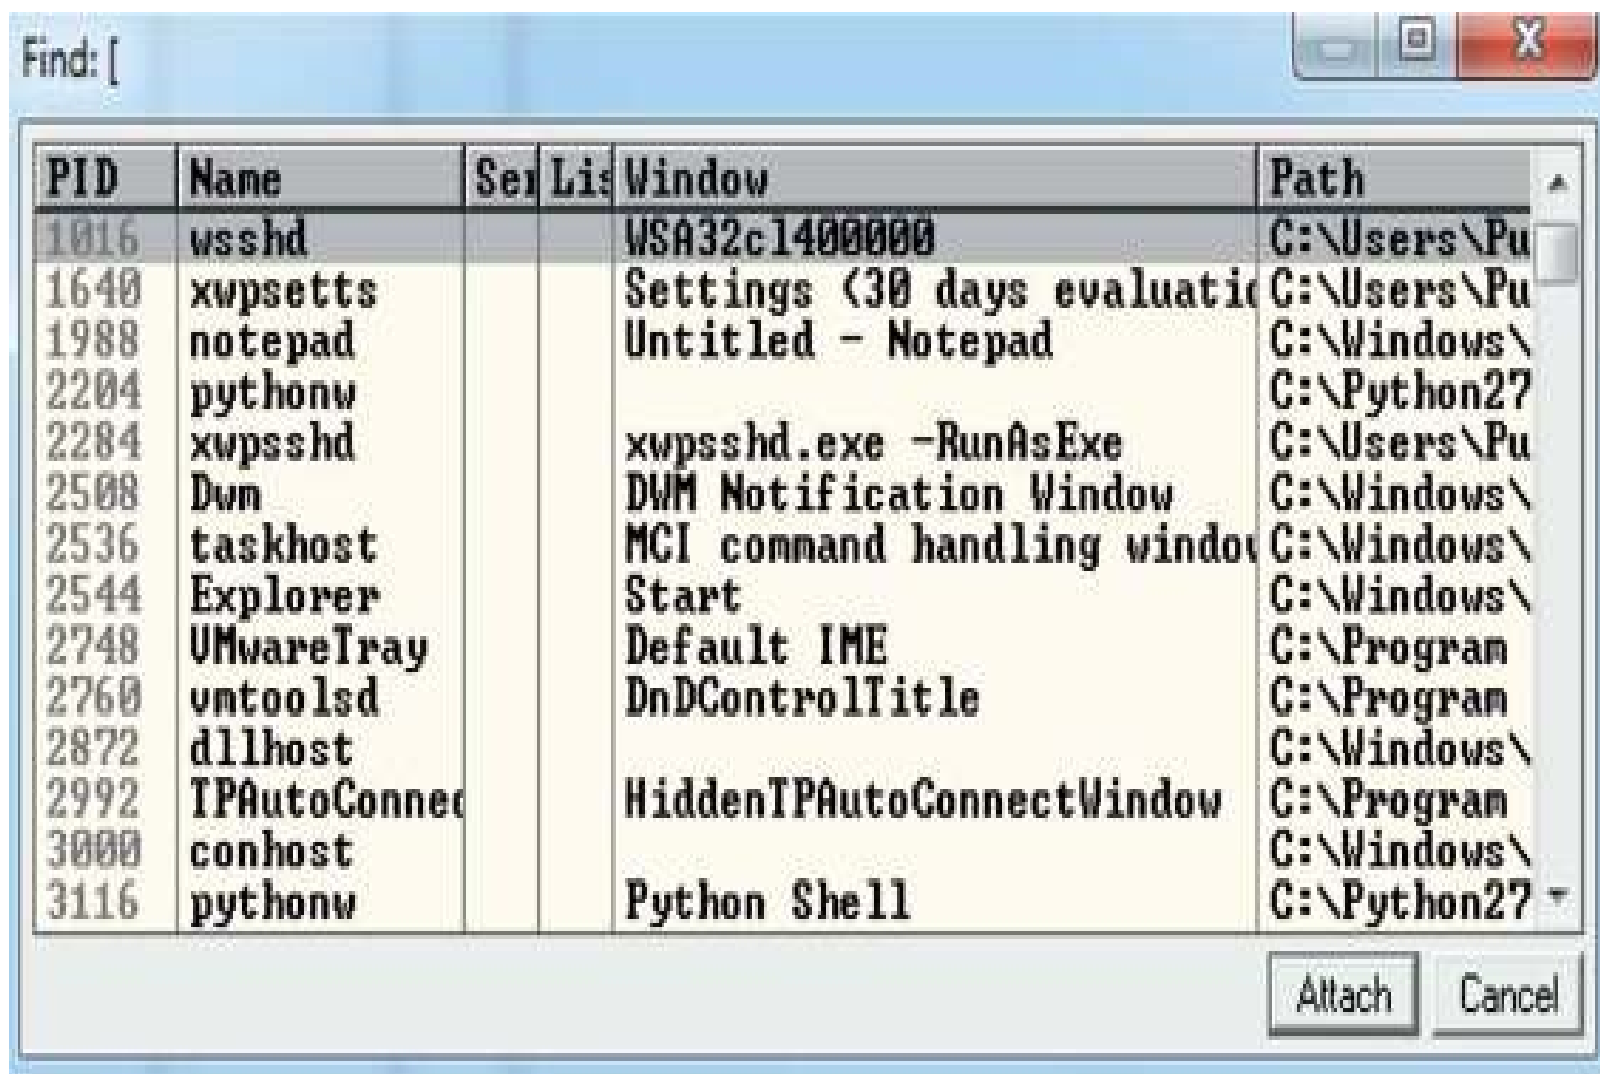 Find: [
PID Name Ser Lis Window Path
1016 wsshd WSA32cl400000 C:\Users\Pu
1640 xwpsetts Settings (30 days evaluatio C:\Users\Pu
1988 notepad Untitled - Notepad C:\Windows\
2204 pythonw C:\Python27
2284 xwpsshd xwpsshd.exe -RunAsExe C:\Users\Pu
2508 Dwm DWM Notification Window C:\Windows\
2536 taskhost MCI command handling window C:\Windows\
2544 Explorer Start C:\Windows\
2748 VMwareTray Default IME C:\Program
2760 vmtoolsd DnDControlTitle C:\Program
2872 dllhost C:\Windows\
2992 TPAutoConnec HiddenTPAutoConnectWindow C:\Program
3000 conhost C:\Windows\
3116 pythonw Python Shell C:\Python27
Attach Cancel